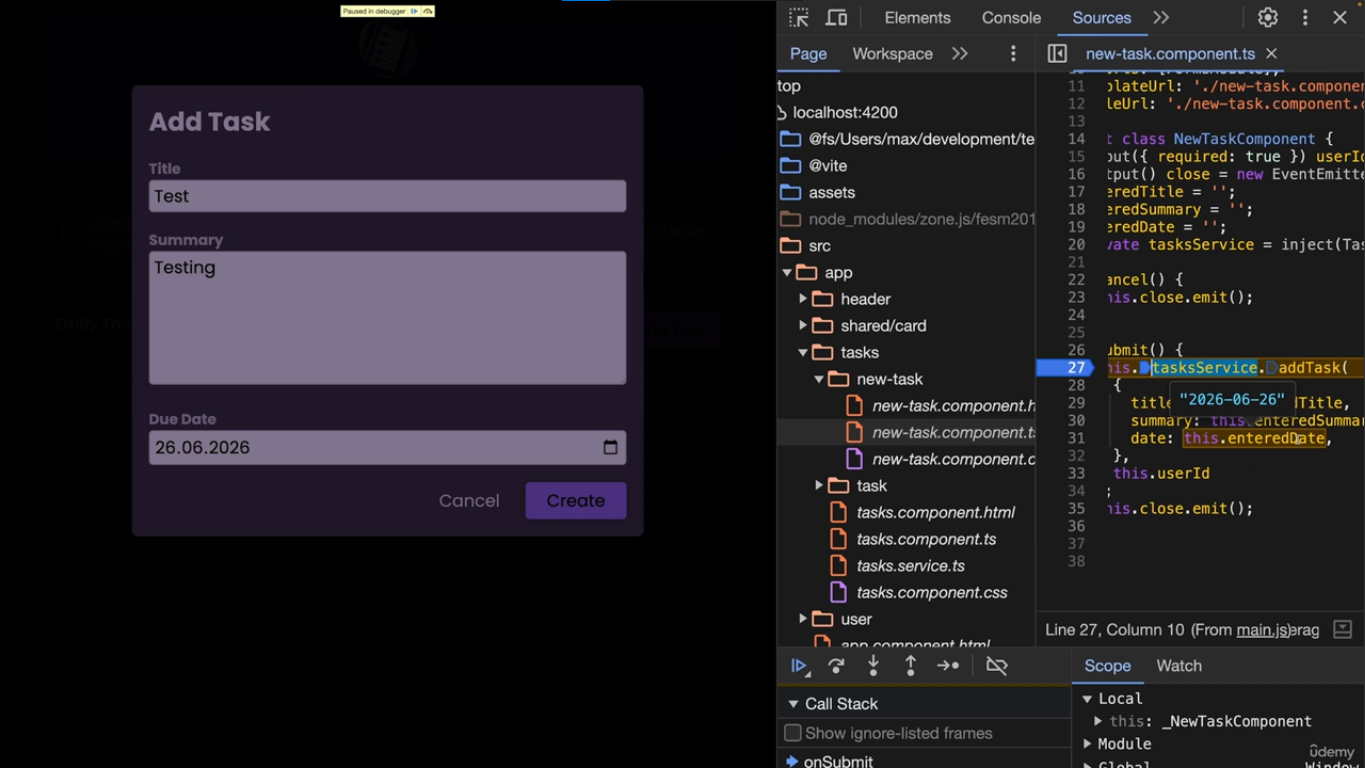 Paused in debugger
Add Task
Title
Test
Summary
Testing
Due Date
26.06.2026
Cancel
Create
Elements
Console
Sources
Page
Workspace
top
localhost:4200
@fs/Users/max/development/te
@vite
assets
node_modules/zone.js/fesm201
src
app
header
shared/card
tasks
new-task
new-task.component.h
new-task.component.ts
new-task.component.c
task
tasks.component.html
tasks.component.ts
tasks.service.ts
tasks.component.css
user
app.component.html
new-task.component.ts
11 plateUrl: './new-task.componen
12 leUrl: './new-task.component.c
13
14 t class NewTaskComponent {
15 put({ required: true }) userId
16 tput() close = new EventEmitte
17 eredTitle = '';
18 eredSummary = '';
19 eredDate = '';
20 vate tasksService = inject(Tas
21
22 ancel() {
23 his.close.emit();
24
25
26 ubmit() {
27 his.tasksService.addTask(
28 {
29 title dTitle,
"2026-06-26"
30 summary: this.enteredSummar
31 date: this.enteredDate,
32 },
33 this.userId
34 ;
35 his.close.emit();
36
37
38
Line 27, Column 10 (From main.js) erag
Call Stack
Show ignore-listed frames
onSubmit
Scope
Watch
Local
this: _NewTaskComponent
Module
Global
Window
ûdemy